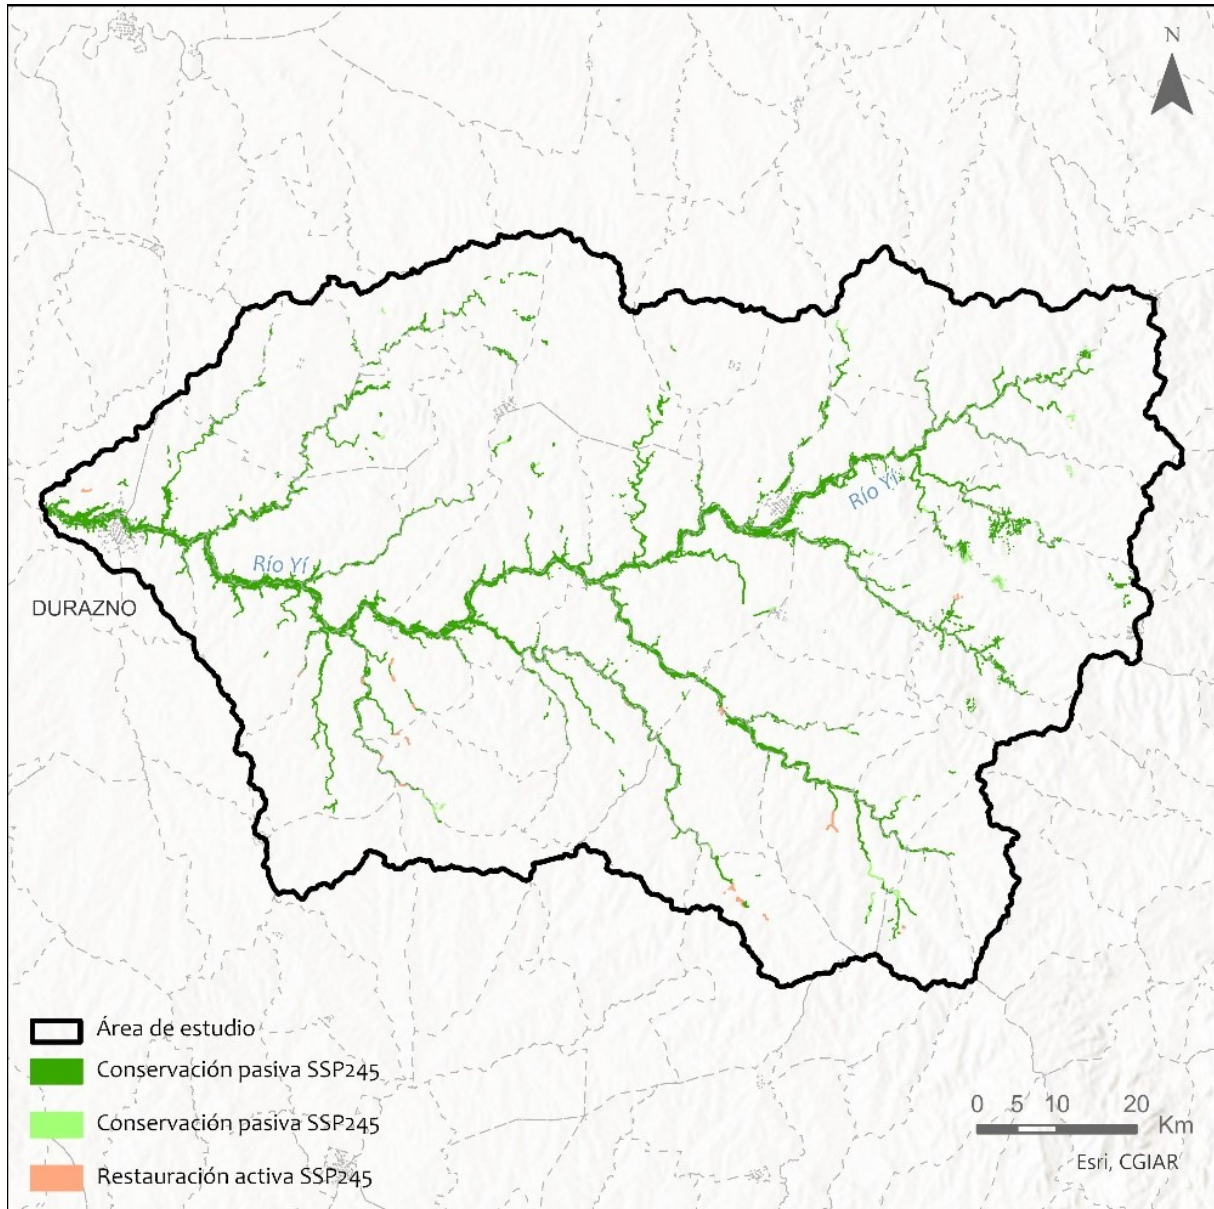 N
Río Yí
Río Yí
DURAZNO
Área de estudio
Conservación pasiva SSP245
Conservación pasiva SSP245
Restauración activa SSP245
0 5 10 20
Km
Esri, CGIAR